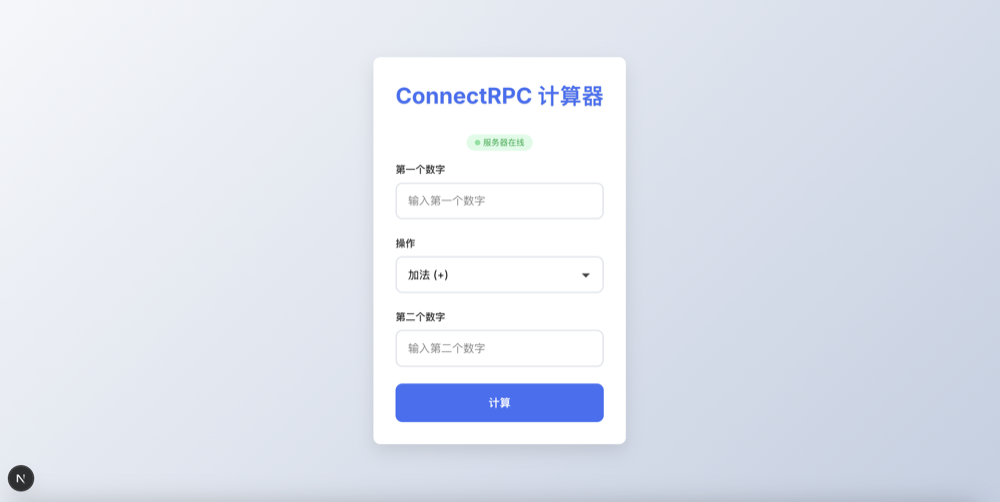 ConnectRPC 计算器
服务器在线
第一个数字
输入第一个数字
操作
加法 (+)
第二个数字
输入第二个数字
计算
N